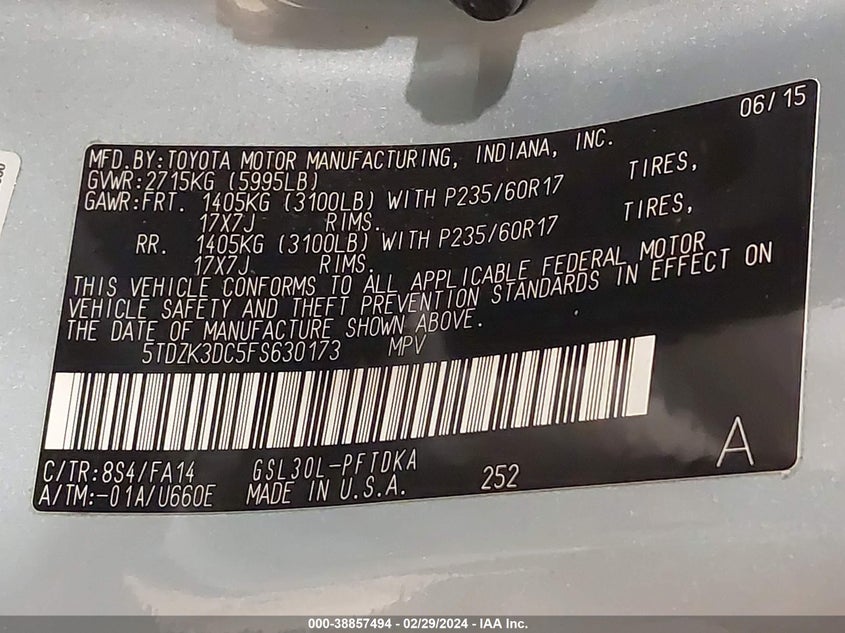 06/15
MFD.BY:TOYOTA MOTOR MANUFACTURING, INDIANA, INC.
GVWR:2715KG (5995LB)
GAWR:FRT. 1405KG (3100LB) WITH P235/60R17 TIRES,
17X7J RIMS.
RR. 1405KG (3100LB) WITH P235/60R17 TIRES,
17X7J RIMS.
THIS VEHICLE CONFORMS TO ALL APPLICABLE FEDERAL MOTOR
VEHICLE SAFETY AND THEFT PREVENTION STANDARDS IN EFFECT ON
THE DATE OF MANUFACTURE SHOWN ABOVE.
5TDZK3DC5FS630173 MPV
C/TR:8S4/FA14 GSL30L-PFTDKA
A/TM:-01A/U660E MADE IN U.S.A. 252 A
000-38857494 - 02/29/2024 - IAA Inc.